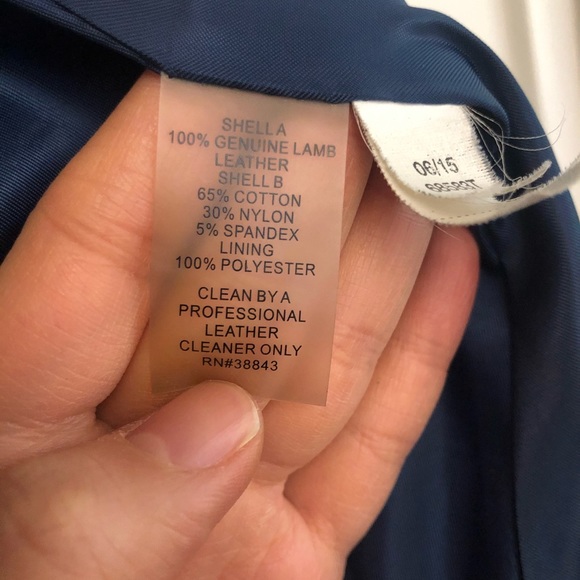 SHELL A
100% GENUINE LAMB
LEATHER
SHELL B
65% COTTON
30% NYLON
5% SPANDEX
LINING
100% POLYESTER
CLEAN BY A
PROFESSIONAL
LEATHER
CLEANER ONLY
RN#38843
06/15